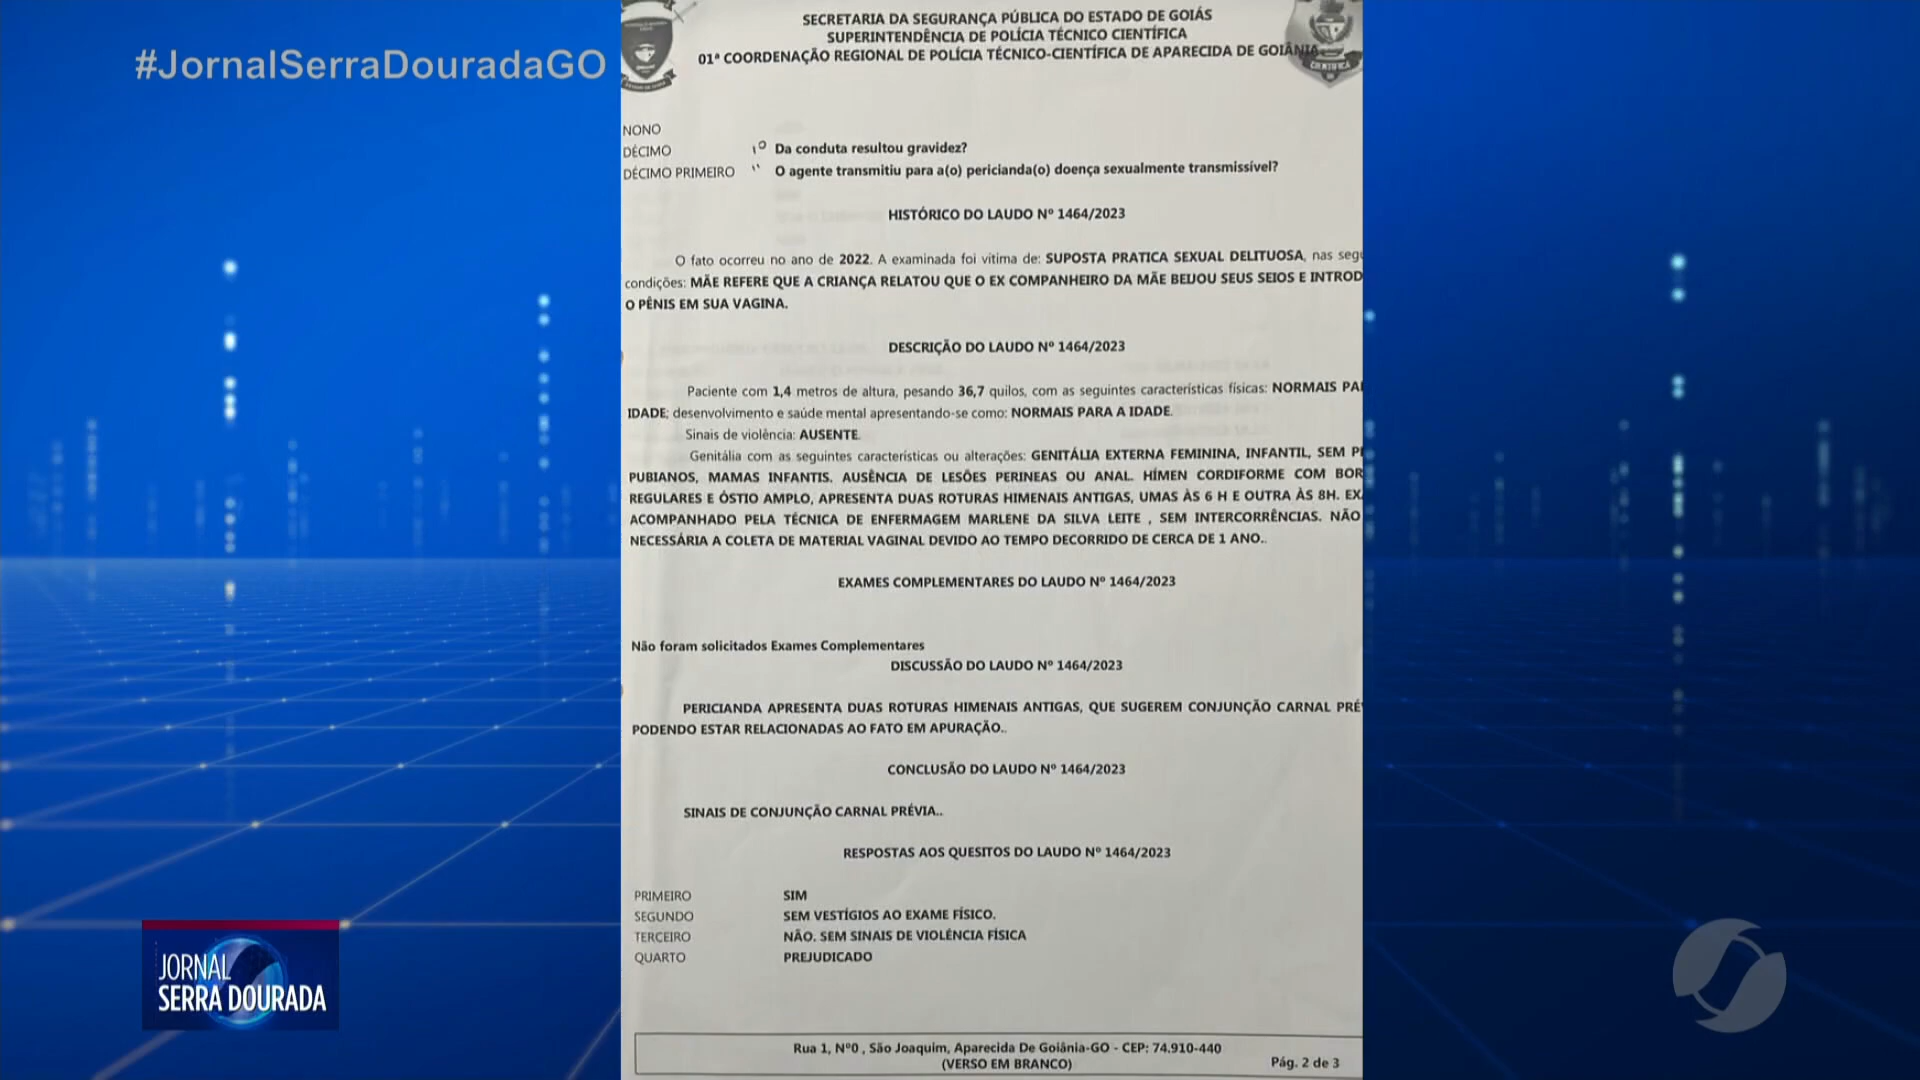 #JornalSerraDouradaGO
SECRETARIA DA SEGURANÇA PÚBLICA DO ESTADO DE GOIÁS
SUPERINTENDÊNCIA DE POLÍCIA TÉCNICO CIENTÍFICA
01ª COORDENAÇÃO REGIONAL DE POLÍCIA TÉCNICO-CIENTÍFICA DE APARECIDA DE GOIÂNIA
CIENTÍFICA
NONO
DÉCIMO 10 Da conduta resultou gravidez?
DÉCIMO PRIMEIRO 11 O agente transmitiu para a(o) pericianda(o) doença sexualmente transmissível?
HISTÓRICO DO LAUDO Nº 1464/2023
O fato ocorreu no ano de 2022. A examinada foi vitima de: SUPOSTA PRATICA SEXUAL DELITUOSA, nas
condições: MÃE REFERE QUE A CRIANÇA RELATOU QUE O EX COMPANHEIRO DA MÃE BEIJOU SEUS SEIOS E INTROD
O PÊNIS EM SUA VAGINA.
DESCRIÇÃO DO LAUDO Nº 1464/2023
Paciente com 1,4 metros de altura, pesando 36,7 quilos, com as seguintes características físicas: NORMAIS
IDADE; desenvolvimento e saúde mental apresentando-se como: NORMAIS PARA A IDADE.
Sinais de violência: AUSENTE.
Genitália com as seguintes características ou alterações: GENITÁLIA EXTERNA FEMININA, INFANTIL, SEM
PUBIANOS, MAMAS INFANTIS. AUSÊNCIA DE LESÕES PERINEAS OU ANAL. HÍMEN CORDIFORME COM BOR
REGULARES E ÓSTIO AMPLO, APRESENTA DUAS ROTURAS HIMENAIS ANTIGAS, UMAS ÀS 6 H E OUTRA ÀS 8H. EX
ACOMPANHADO PELA TÉCNICA DE ENFERMAGEM MARLENE DA SILVA LEITE , SEM INTERCORRÊNCIAS. NÃO
NECESSÁRIA A COLETA DE MATERIAL VAGINAL DEVIDO AO TEMPO DECORRIDO DE CERCA DE 1 ANO..
EXAMES COMPLEMENTARES DO LAUDO Nº 1464/2023
Não foram solicitados Exames Complementares
DISCUSSÃO DO LAUDO Nº 1464/2023
PERICIANDA APRESENTA DUAS ROTURAS HIMENAIS ANTIGAS, QUE SUGEREM CONJUNÇÃO CARNAL PRÉ
PODENDO ESTAR RELACIONADAS AO FATO EM APURAÇÃO..
CONCLUSÃO DO LAUDO Nº 1464/2023
SINAIS DE CONJUNÇÃO CARNAL PRÉVIA..
RESPOSTAS AOS QUESITOS DO LAUDO Nº 1464/2023
PRIMEIRO SIM
SEGUNDO SEM VESTÍGIOS AO EXAME FÍSICO.
TERCEIRO NÃO. SEM SINAIS DE VIOLÊNCIA FÍSICA
QUARTO PREJUDICADO
Rua 1, Nº0 , São Joaquim, Aparecida De Goiânia-GO - CEP: 74.910-440
(VERSO EM BRANCO)
Pág. 2 de 3
JORNAL
SERRA DOURADA